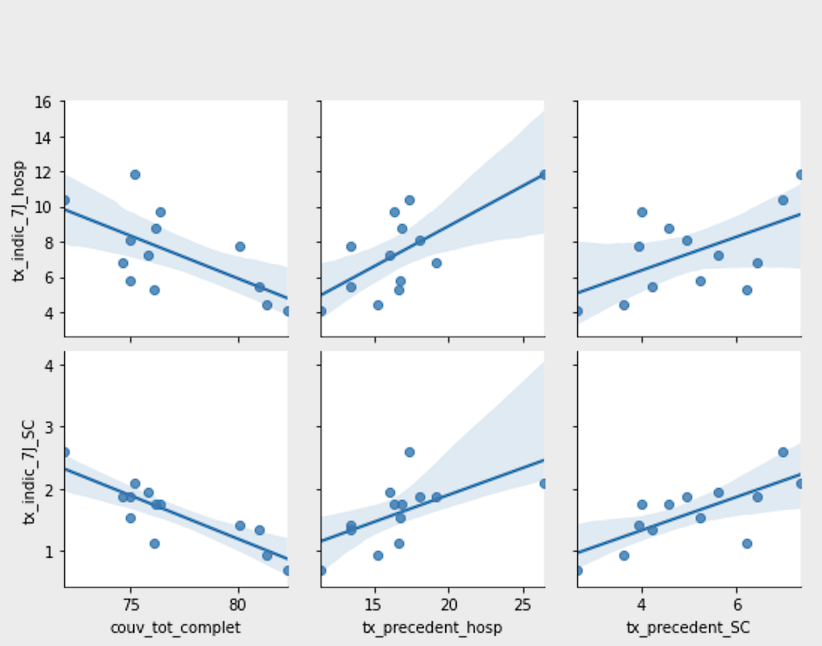 16
14
12
10
8
6
4
tx_indic_7J_hosp
4
3
2
1
tx_indic_7J_SC
75 80
couv_tot_complet
15 20 25
tx_precedent_hosp
4 6
tx_precedent_SC